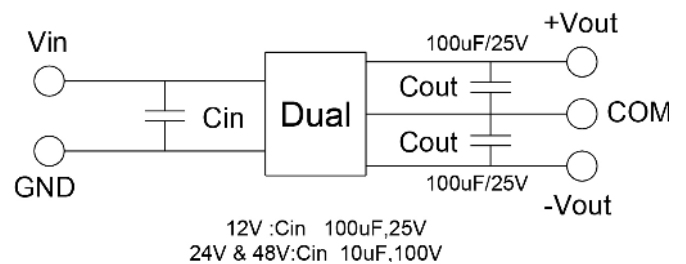 Vin
100uF/25V
+Vout
Cin
Dual
Cout
COM
Cout
GND
100uF/25V
-Vout
12V :Cin 100uF,25V
24V & 48V:Cin 10uF,100V